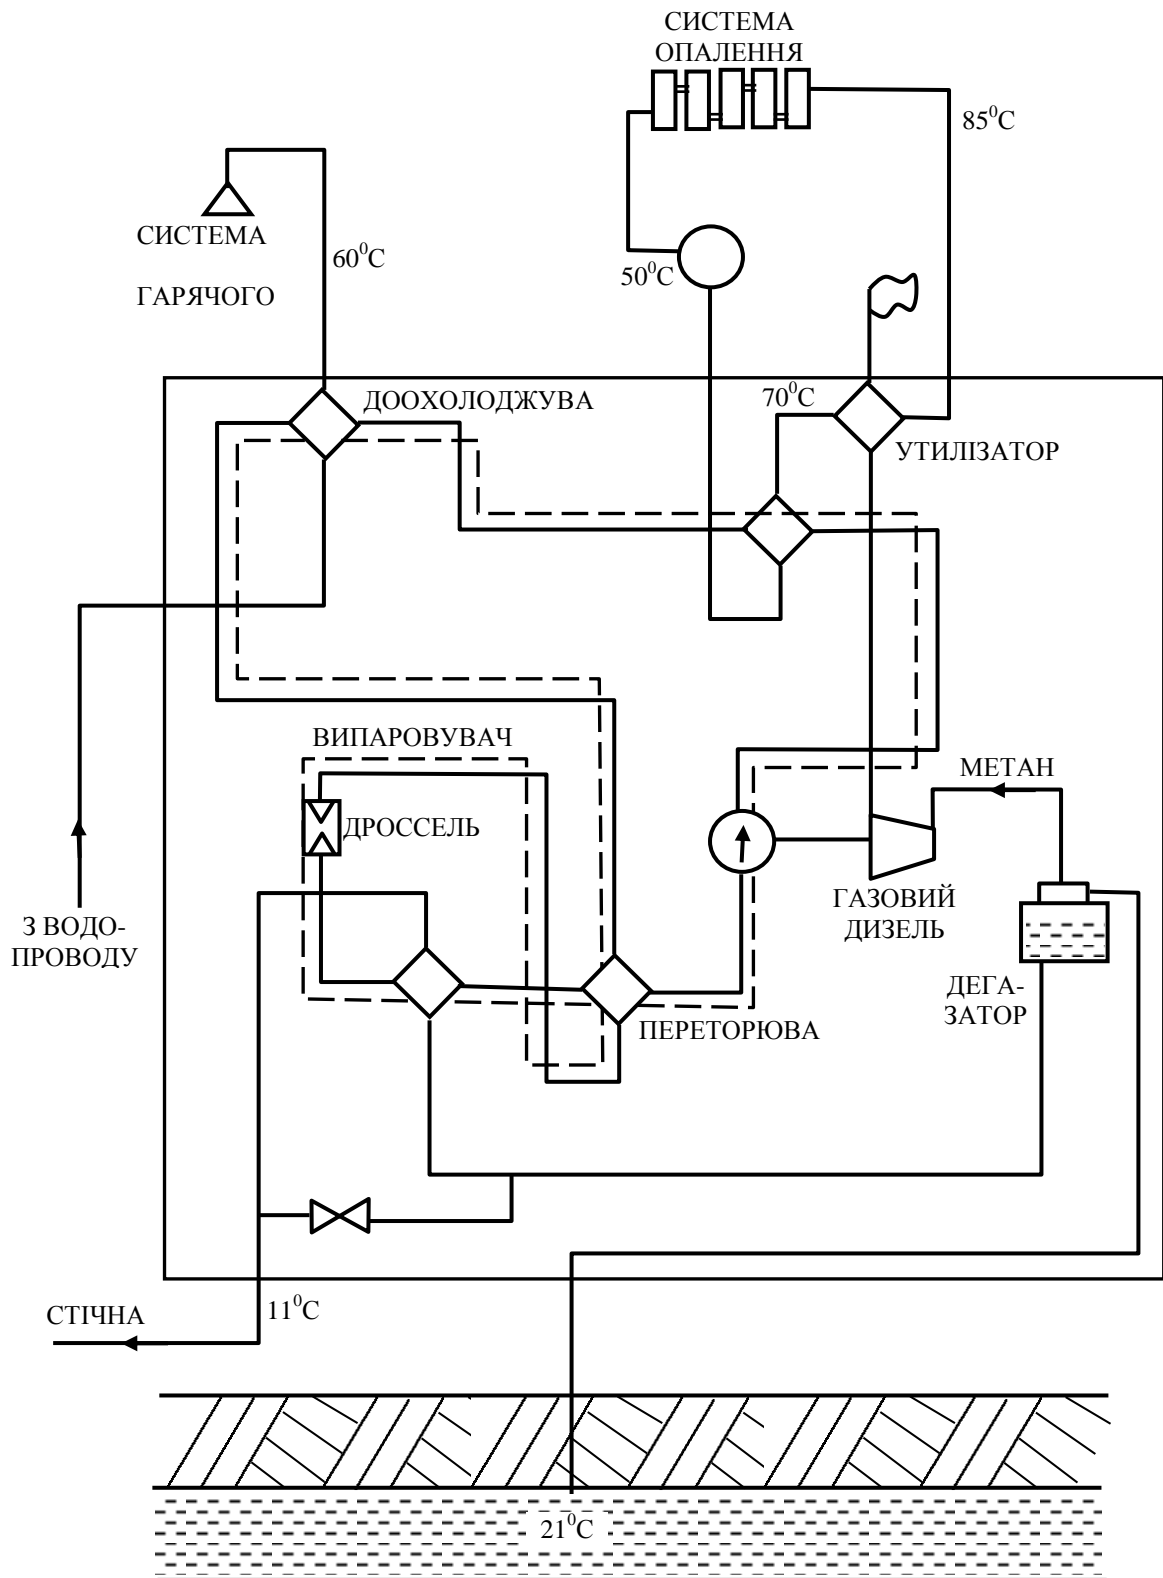 СИСТЕМА
ОПАЛЕННЯ
85⁰С
СИСТЕМА
60⁰С
50⁰С
ГАРЯЧОГО
70⁰С
ДООХОЛОДЖУВА
УТИЛІЗАТОР
ВИПАРОВУВАЧ
МЕТАН
ДРОССЕЛЬ
ГАЗОВИЙ
ДИЗЕЛЬ
З ВОДО-
ПРОВОДУ
ДЕГА-
ЗАТОР
ПЕРЕТОРЮВА
11⁰С
СТІЧНА
21⁰С